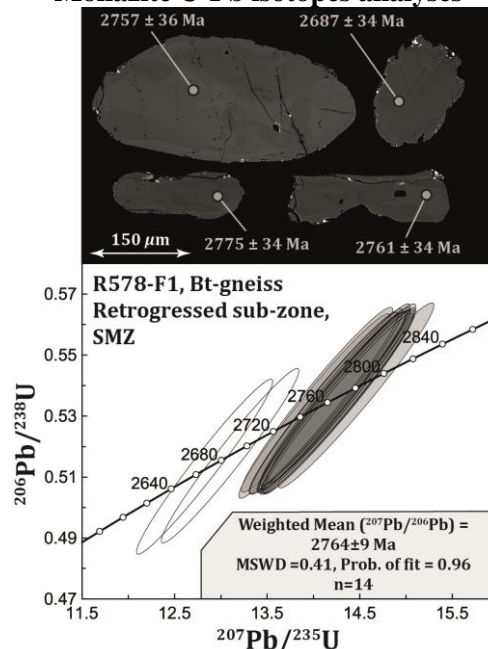 Monazite U-Pb isotopes analyses
2757 ± 36 Ma
2687 ± 34 Ma
150 µm
2775 ± 34 Ma
2761 ± 34 Ma
R578-F1, Bt-gneiss
Retrogressed sub-zone,
SMZ
0.57
0.55
0.53
0.51
0.49
0.47
206Pb/238U
2640
2680
2720
2760
2800
2840
Weighted Mean (207Pb/206Pb) =
2764±9 Ma
MSWD =0.41, Prob. of fit = 0.96
n=14
11.5
12.5
13.5
14.5
15.5
207Pb/235U